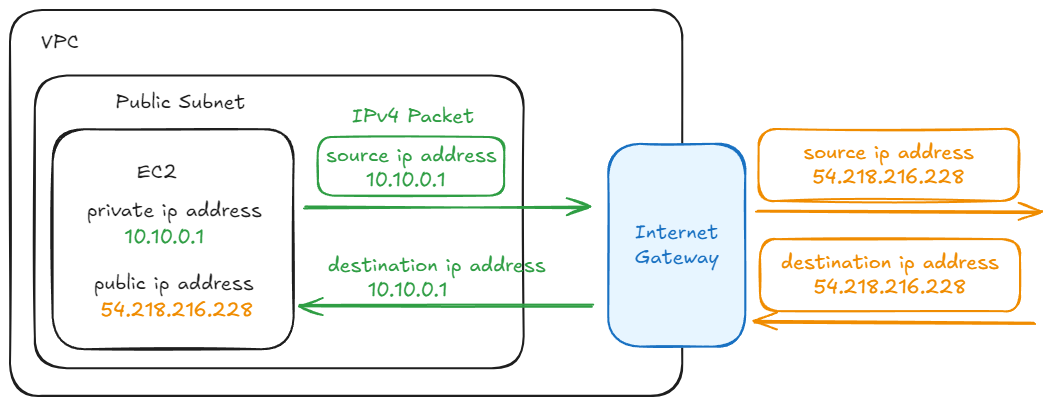 VPC
Public Subnet
EC2
private ip address
10.10.0.1
public ip address
54.218.216.228
IPv4 Packet
source ip address
10.10.0.1
destination ip address
10.10.0.1
Internet
Gateway
source ip address
54.218.216.228
destination ip address
54.218.216.228